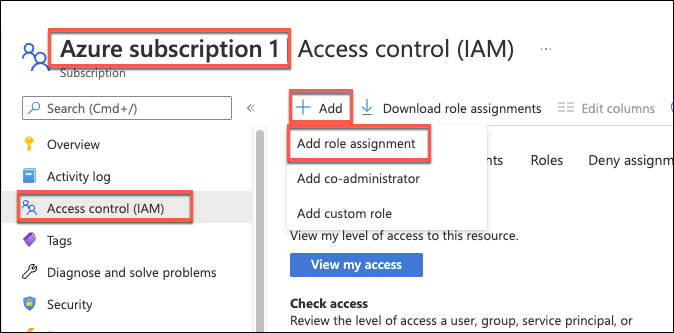 Azure subscription 1 Access control (IAM) ...
Subscription
Search (Cmd+/) «
+ Add Download role assignments Edit columns
Overview
Add role assignment
nts Roles Deny assignm
Activity log
Add co-administrator
Access control (IAM)
Add custom role
View my level of access to this resource.
Tags
View my access
Diagnose and solve problems
Security
Check access
Review the level of access a user, group, service principal, or